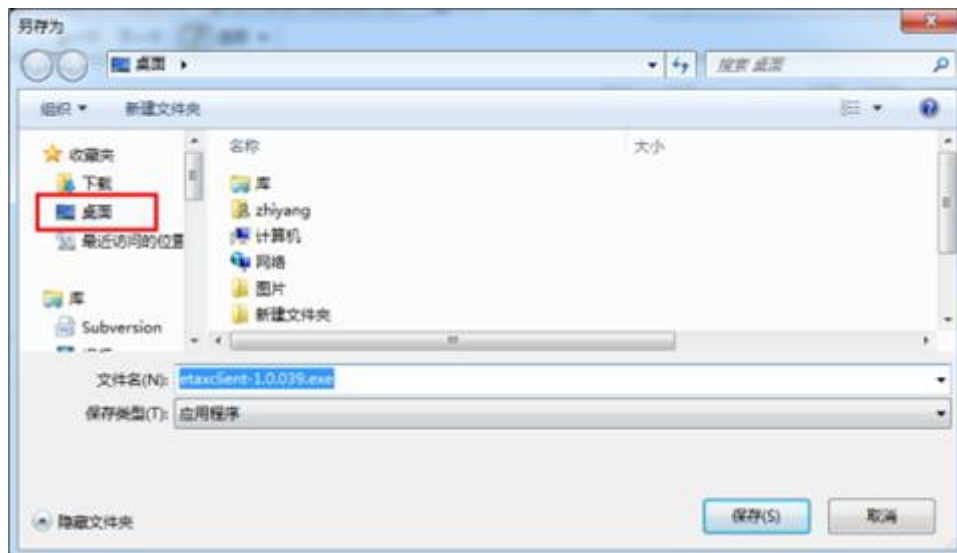 另存为
桌面
搜索 桌面
组织 新建文件夹
收藏夹
下载
桌面
最近访问的位置
库
Subversion
名称 大小
库
zhiyang
计算机
网络
图片
新建文件夹
文件名(N): etaxclient-1.0.039.exe
保存类型(T): 应用程序
隐藏文件夹 保存(S) 取消